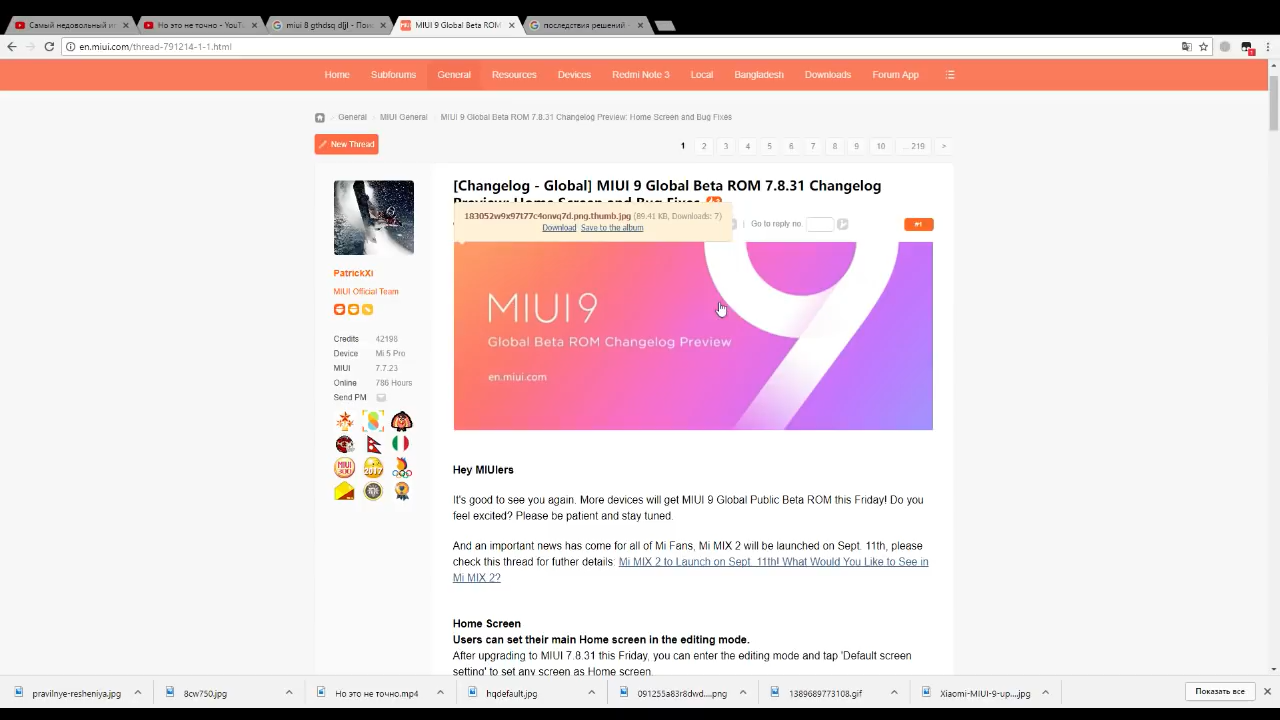 Самый недовольный иг
Но это не точно - YouTu
miui 8 gthdsq dfjl - Пои
MIUI 9 Global Beta ROM
последствия решений -
en.miui.com/thread-791214-1-1.html
Home Subforums General Resources Devices Redmi Note 3 Local Bangladesh Downloads Forum App
General MIUI General MIUI 9 Global Beta ROM 7.8.31 Changelog Preview: Home Screen and Bug Fixes
New Thread
1 2 3 4 5 6 7 8 9 10 ... 219 >
[Changelog - Global] MIUI 9 Global Beta ROM 7.8.31 Changelog
Preview: Home Screen and Bug Fixes
(89.41 KB, Downloads: 7)
Download Save to the album
Go to reply no
#1
PatrickXi
MIUI Official Team
Credits 42198
Device Mi 5 Pro
MIUI 7.7.23
Online 786 Hours
Send PM
MIUI 9
Global Beta ROM Changelog Preview
en.miui.com
Hey MIUIers
It's good to see you again. More devices will get MIUI 9 Global Public Beta ROM this Friday! Do you
feel excited? Please be patient and stay tuned.
And an important news has come for all of Mi Fans, Mi MIX 2 will be launched on Sept. 11th, please
check this thread for futher details: Mi MIX 2 to Launch on Sept. 11th! What Would You Like to See in
Mi MIX 2?
Home Screen
Users can set their main Home screen in the editing mode.
After upgrading to MIUI 7.8.31 this Friday, you can enter the editing mode and tap 'Default screen
setting' to set any screen as Home screen.
pravilnye-resheniya.jpg
8cw750.jpg
Но это не точно.mp4
hqdefault.jpg
091255a83r8dwd....png
1389689773108.gif
Xiaomi-MIUI-9-up....jpg
Показать все